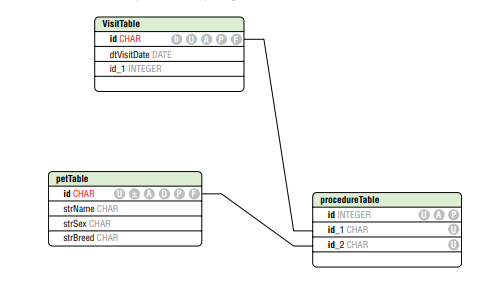 VisitTable
id CHAR N U A P F
dtVisitDate DATE
id_1 INTEGER
petTable
id CHAR U ± A D P F
strName CHAR
strSex CHAR
strBreed CHAR
procedureTable
id INTEGER U A P
id_1 CHAR U
id_2 CHAR U